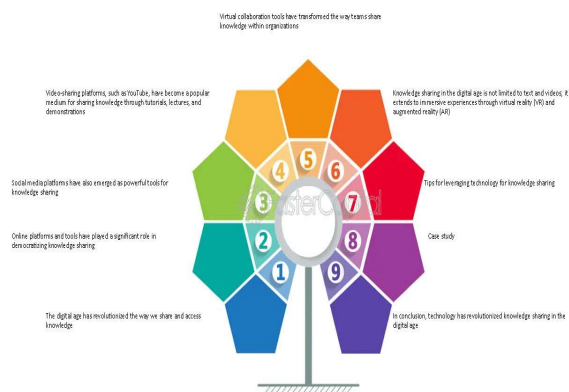 Virtual collaboration tools have transformed the way teams share
knowledge within organizations
Video-sharing platforms, such as YouTube, have become a popular
medium for sharing knowledge through tutorials, lectures, and
demonstrations
Knowledge sharing in the digital age is not limited to text and videos; it
extends to immersive experiences through virtual reality (VR) and
augmented reality (AR)
Social media platforms have also emerged as powerful tools for
knowledge sharing
Tips for leveraging technology for knowledge sharing
Online platforms and tools have played a significant role in
democratizing knowledge sharing
Case study
The digital age has revolutionized the way we share and access
knowledge
In conclusion, technology has revolutionized knowledge sharing in the
digital age
5
4
6
3
7
2
8
1
9